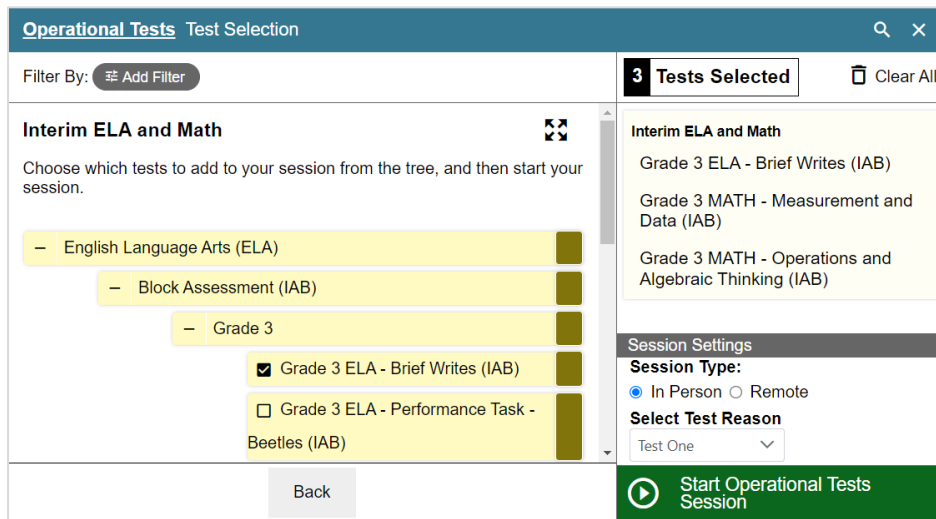 Operational Tests Test Selection
Filter By: Add Filter
Interim ELA and Math
Choose which tests to add to your session from the tree, and then start your
session.
English Language Arts (ELA)
Block Assessment (IAB)
Grade 3
Grade 3 ELA - Brief Writes (IAB)
Grade 3 ELA - Performance Task -
Beetles (IAB)
Back
3 Tests Selected
Clear All
Interim ELA and Math
Grade 3 ELA - Brief Writes (IAB)
Grade 3 MATH - Measurement and
Data (IAB)
Grade 3 MATH - Operations and
Algebraic Thinking (IAB)
Session Settings
Session Type:
In Person Remote
Select Test Reason
Test One
Start Operational Tests
Session